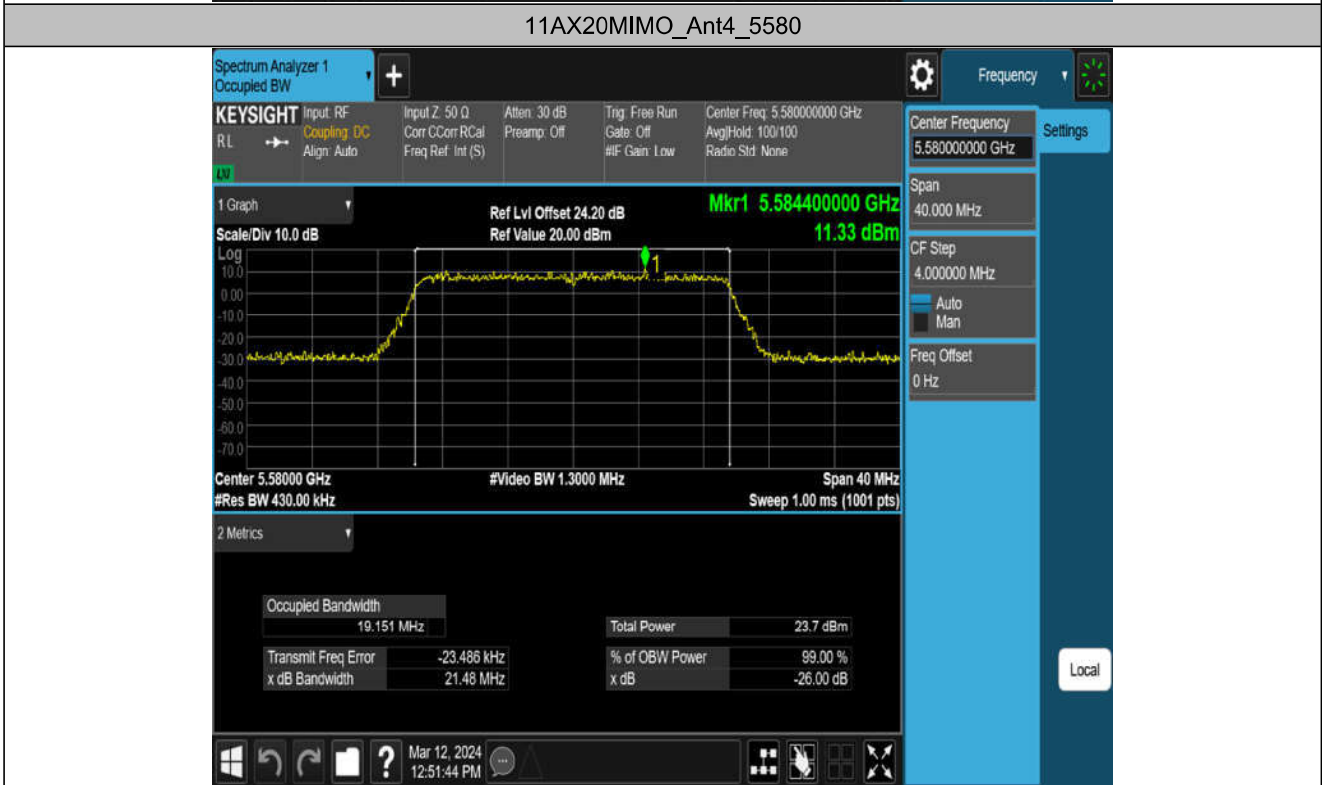 11AX20MIMO_Ant4_5580
Spectrum Analyzer 1
Occupied BW
+
Frequency
KEYSIGHT
RL
LXI
Input: RF
Coupling: DC
Align: Auto
Input Z: 50 Ω
Corr CCorr RCal
Freq Ref: Int (S)
Atten: 30 dB
Preamp: Off
Trig: Free Run
Gate: Off
#IF Gain: Low
Center Freq: 5.580000000 GHz
Avg|Hold: 100/100
Radio Std: None
Center Frequency
5.580000000 GHz
Settings
Span
40.000 MHz
CF Step
4.000000 MHz
Auto
Man
Freq Offset
0 Hz
1 Graph
Scale/Div 10.0 dB
Ref Lvl Offset 24.20 dB
Ref Value 20.00 dBm
Mkr1 5.584400000 GHz
11.33 dBm
Log
10.0
0.00
-10.0
-20.0
-30.0
-40.0
-50.0
-60.0
-70.0
1
Center 5.58000 GHz
#Res BW 430.00 kHz
#Video BW 1.3000 MHz
Span 40 MHz
Sweep 1.00 ms (1001 pts)
2 Metrics
Occupied Bandwidth
19.151 MHz
Total Power 23.7 dBm
Transmit Freq Error -23.486 kHz
% of OBW Power 99.00 %
x dB Bandwidth 21.48 MHz
x dB -26.00 dB
Local
?
Mar 12, 2024
12:51:44 PM